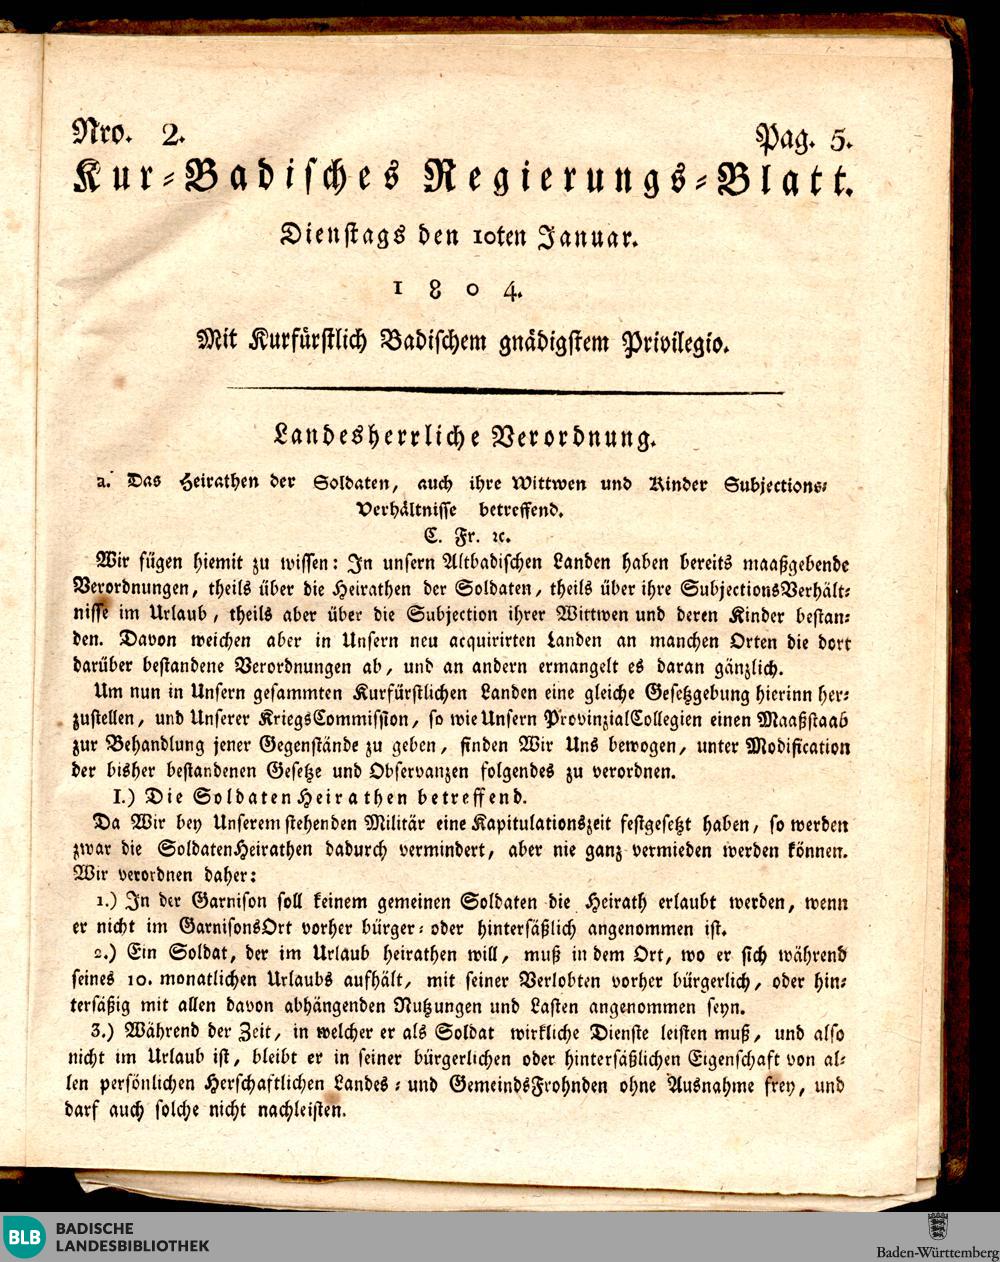 Nro. 2.
Pag. 5.
Kur-Badisches Regierungs-Blatt.
Dienstags den 10ten Januar.
1804.
Mit Kurfürstlich Badischem gnädigstem Privilegio.
Landesherrliche Verordnung.
a. Das Heirathen der Soldaten, auch ihre Wittwen und Kinder Subjections-
Verhältnisse betreffend.
C. Fr. ꝛc.
Wir fügen hiemit zu wissen: In unsern Altbadischen Landen haben bereits maaßgebende
Verordnungen, theils über die Heirathen der Soldaten, theils über ihre SubjectionsVerhält-
nisse im Urlaub, theils aber über die Subjection ihrer Wittwen und deren Kinder bestan-
den. Davon weichen aber in Unsern neu acquirirten Landen an manchen Orten die dort
darüber bestandene Verordnungen ab, und an andern ermangelt es daran gänzlich.
Um nun in Unsern gesammten Kurfürstlichen Landen eine gleiche Gesetzgebung hierinn her-
zustellen, und Unserer KriegsCommission, so wie Unsern ProvinzialCollegien einen Maaßstaab
zur Behandlung jener Gegenstände zu geben, finden Wir Uns bewogen, unter Modification
der bisher bestandenen Gesetze und Observanzen folgendes zu verordnen.
I.) Die SoldatenHeirathen betreffend.
Da Wir bey Unserem stehenden Militär eine Kapitulationszeit festgesetzt haben, so werden
zwar die SoldatenHeirathen dadurch vermindert, aber nie ganz vermieden werden können.
Wir verordnen daher:
1.) In der Garnison soll keinem gemeinen Soldaten die Heirath erlaubt werden, wenn
er nicht im GarnisonsOrt vorher bürger- oder hintersäßlich angenommen ist.
2.) Ein Soldat, der im Urlaub heirathen will, muß in dem Ort, wo er sich während
seines 10. monatlichen Urlaubs aufhält, mit seiner Verlobten vorher bürgerlich, oder hin-
tersäßig mit allen davon abhängenden Nutzungen und Lasten angenommen seyn.
3.) Während der Zeit, in welcher er als Soldat wirkliche Dienste leisten muß, und also
nicht im Urlaub ist, bleibt er in seiner bürgerlichen oder hintersäßlichen Eigenschaft von al-
len persönlichen Herschaftlichen Landes- und GemeindsFrohnden ohne Ausnahme frey, und
darf auch solche nicht nachleisten.
BLB BADISCHE
LANDESBIBLIOTHEK
Baden-Württemberg